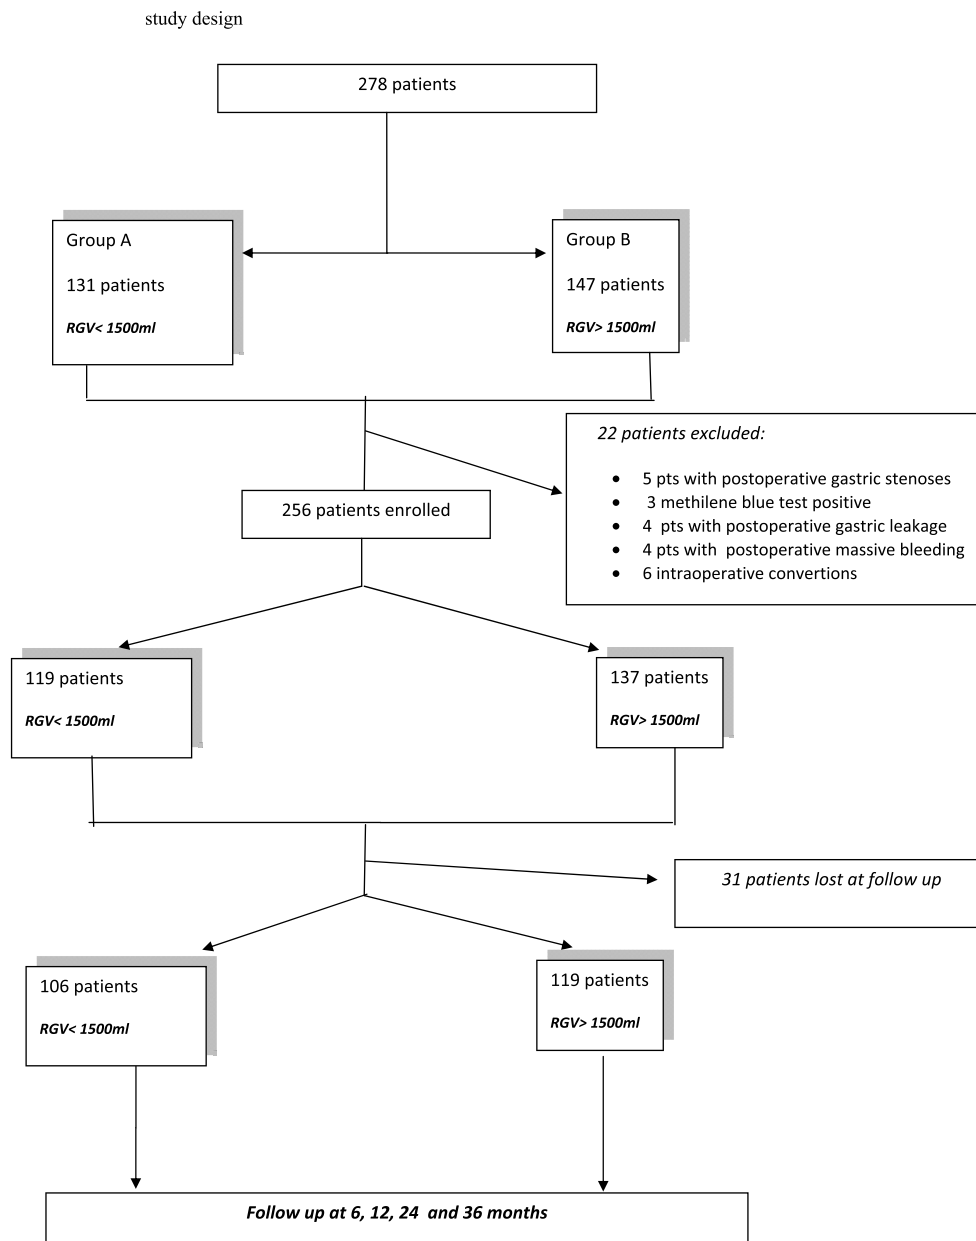 study design
278 patients
Group A
131 patients
RGV< 1500ml
Group B
147 patients
RGV> 1500ml
22 patients excluded:
• 5 pts with postoperative gastric stenoses
• 3 methilene blue test positive
• 4 pts with postoperative gastric leakage
• 4 pts with postoperative massive bleeding
• 6 intraoperative convertions
256 patients enrolled
119 patients
RGV< 1500ml
137 patients
RGV> 1500ml
31 patients lost at follow up
106 patients
RGV< 1500ml
119 patients
RGV> 1500ml
Follow up at 6, 12, 24 and 36 months